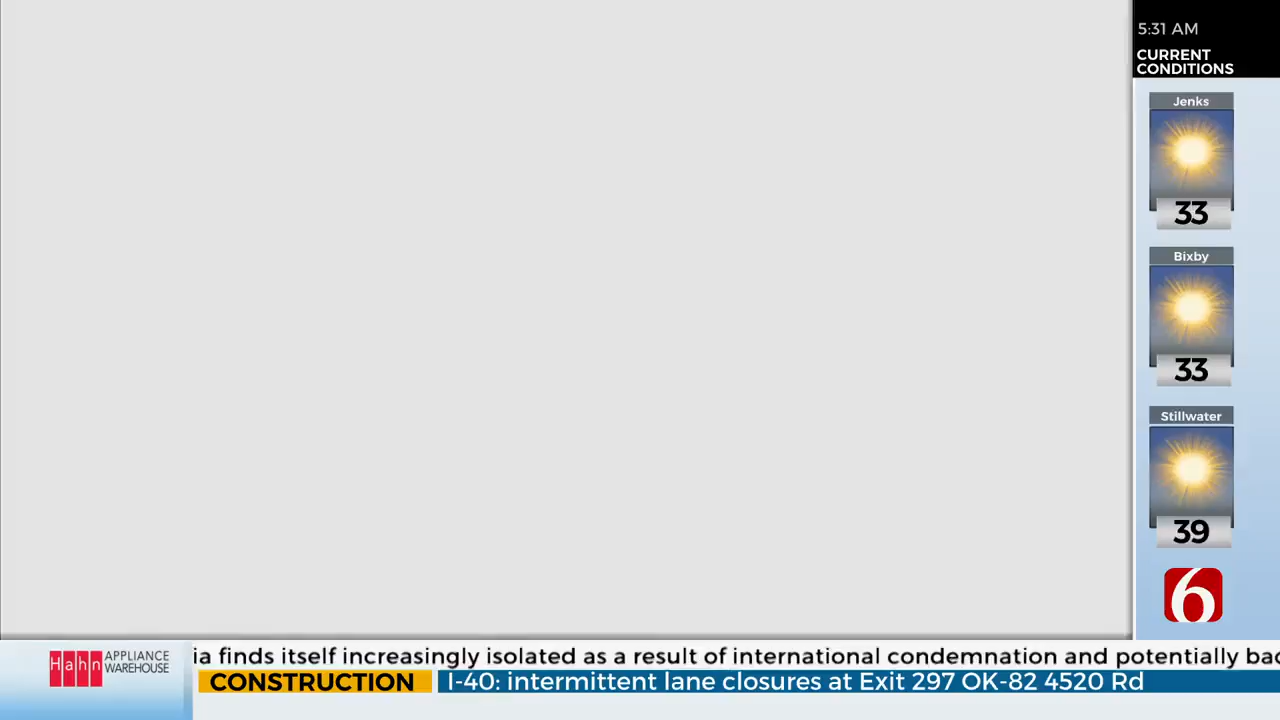 5:31 AM
CURRENT
CONDITIONS
Jenks
33
Bixby
33
Stillwater
39
6
Hahn APPLIANCE
WAREHOUSE
ia finds itself increasingly isolated as a result of international condemnation and potentially bac
CONSTRUCTION I-40: intermittent lane closures at Exit 297 OK-82 4520 Rd